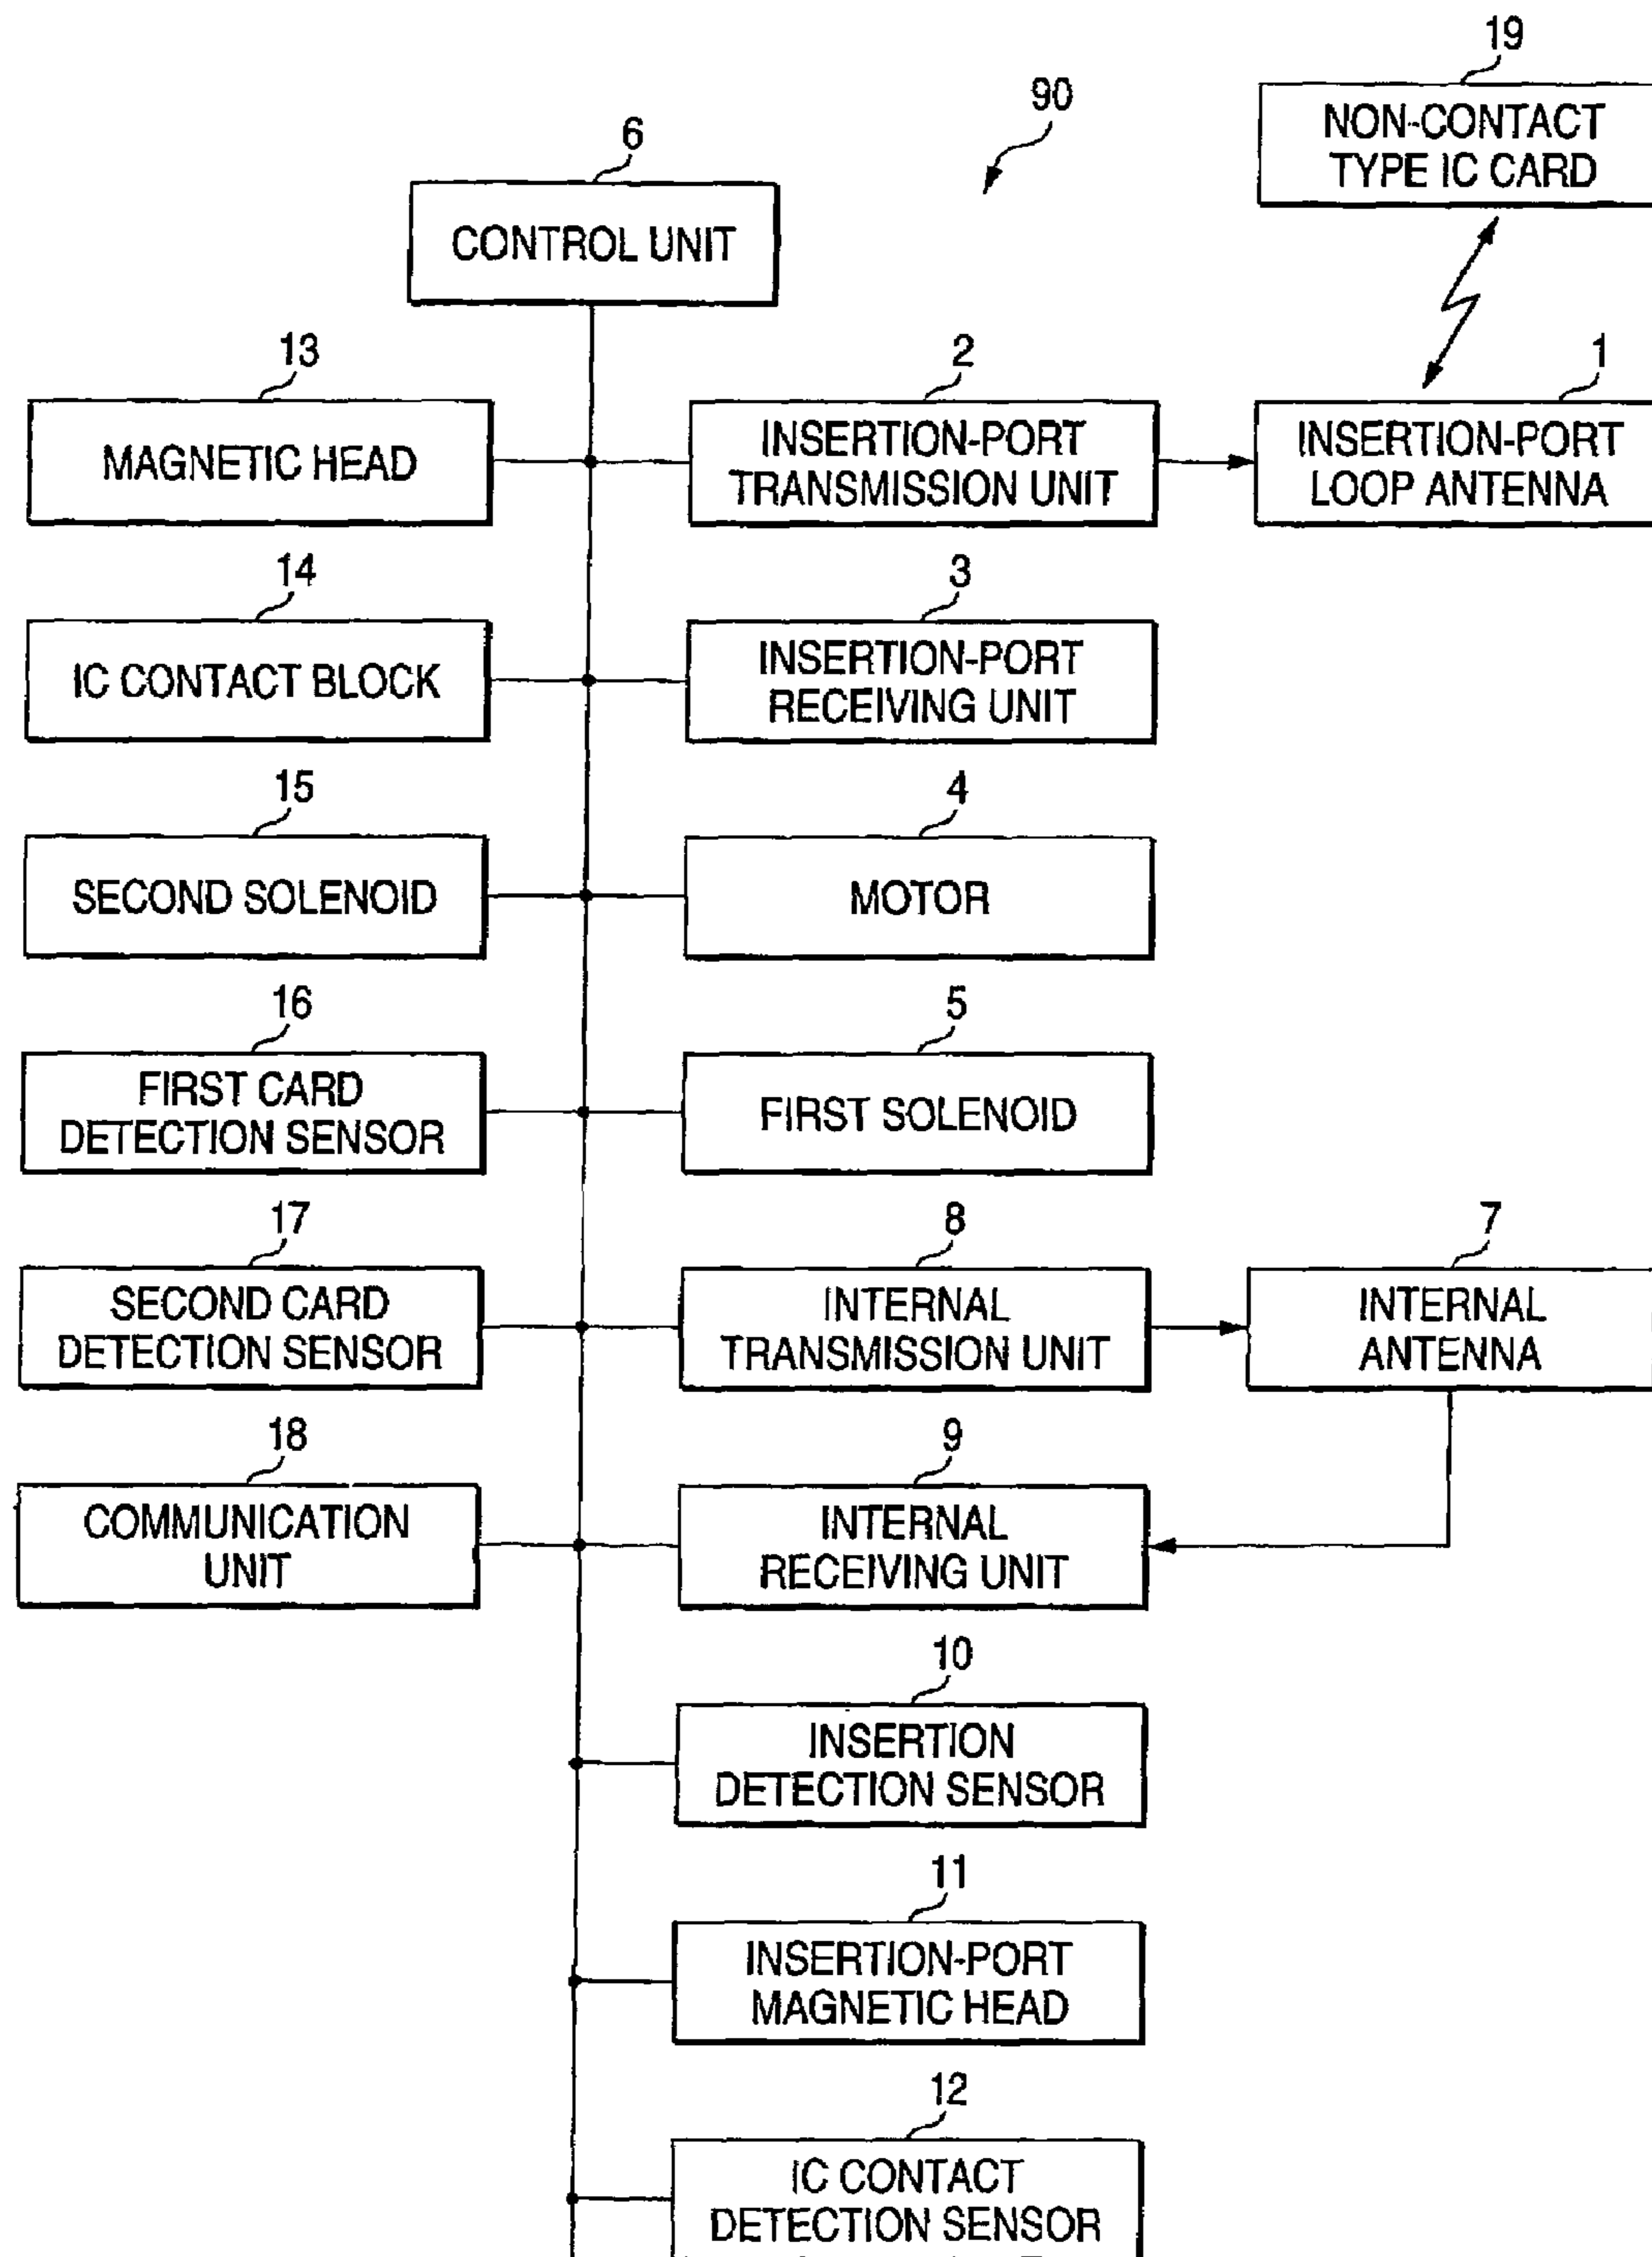 19
NON-CONTACT
TYPE IC CARD
90
6
CONTROL UNIT
13
MAGNETIC HEAD
2
INSERTION-PORT
TRANSMISSION UNIT
1
INSERTION-PORT
LOOP ANTENNA
14
IC CONTACT BLOCK
3
INSERTION-PORT
RECEIVING UNIT
15
SECOND SOLENOID
4
MOTOR
16
FIRST CARD
DETECTION SENSOR
5
FIRST SOLENOID
17
SECOND CARD
DETECTION SENSOR
8
INTERNAL
TRANSMISSION UNIT
7
INTERNAL
ANTENNA
18
COMMUNICATION
UNIT
9
INTERNAL
RECEIVING UNIT
10
INSERTION
DETECTION SENSOR
11
INSERTION-PORT
MAGNETIC HEAD
12
IC CONTACT
DETECTION SENSOR